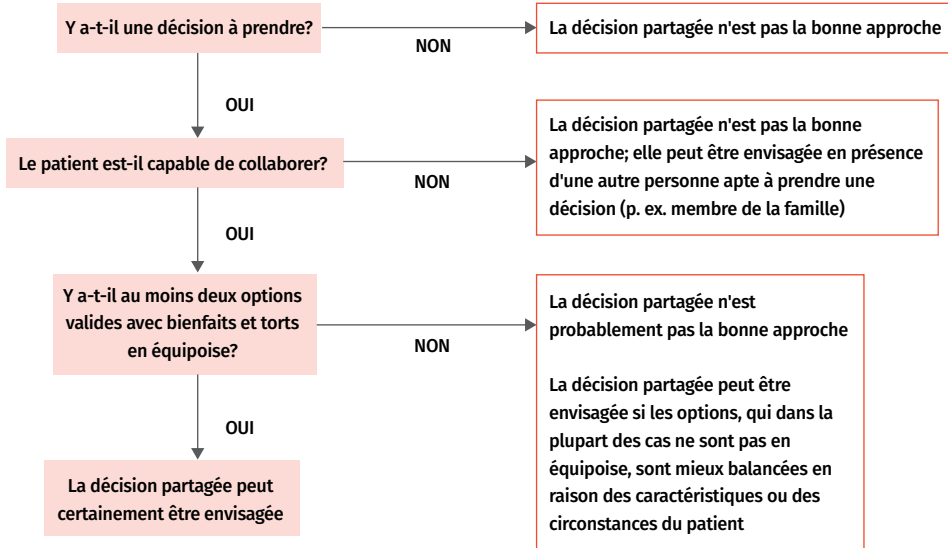 Y a-t-il une décision à prendre?
NON
La décision partagée n'est pas la bonne approche
OUI
Le patient est-il capable de collaborer?
NON
La décision partagée n'est pas la bonne
approche; elle peut être envisagée en présence
d'une autre personne apte à prendre une
décision (p. ex. membre de la famille)
OUI
Y a-t-il au moins deux options
valides avec bienfaits et torts
en équipoise?
NON
La décision partagée n'est
probablement pas la bonne approche
La décision partagée peut être
envisagée si les options, qui dans la
plupart des cas ne sont pas en
équipoise, sont mieux balancées en
raison des caractéristiques ou des
circonstances du patient
OUI
La décision partagée peut
certainement être envisagée